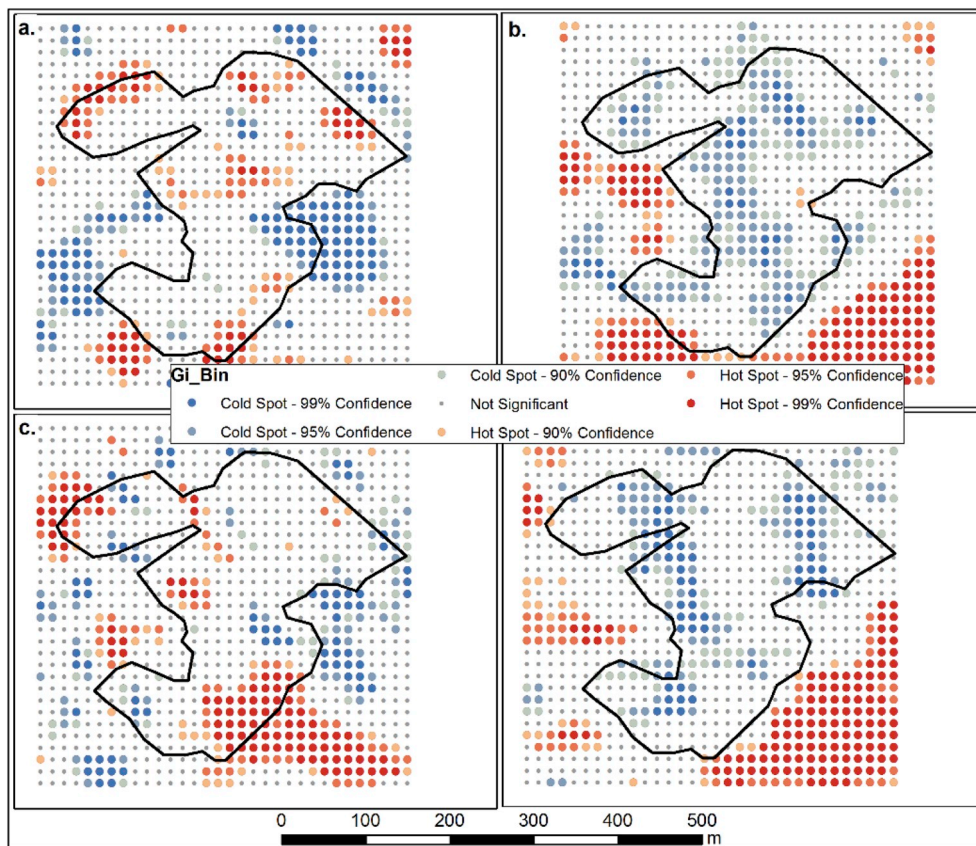 a.
b.
Gi_Bin
Cold Spot - 99% Confidence
Cold Spot - 95% Confidence
Cold Spot - 90% Confidence
Not Significant
Hot Spot - 90% Confidence
Hot Spot - 95% Confidence
Hot Spot - 99% Confidence
c.
0 100 200 300 400 500
m